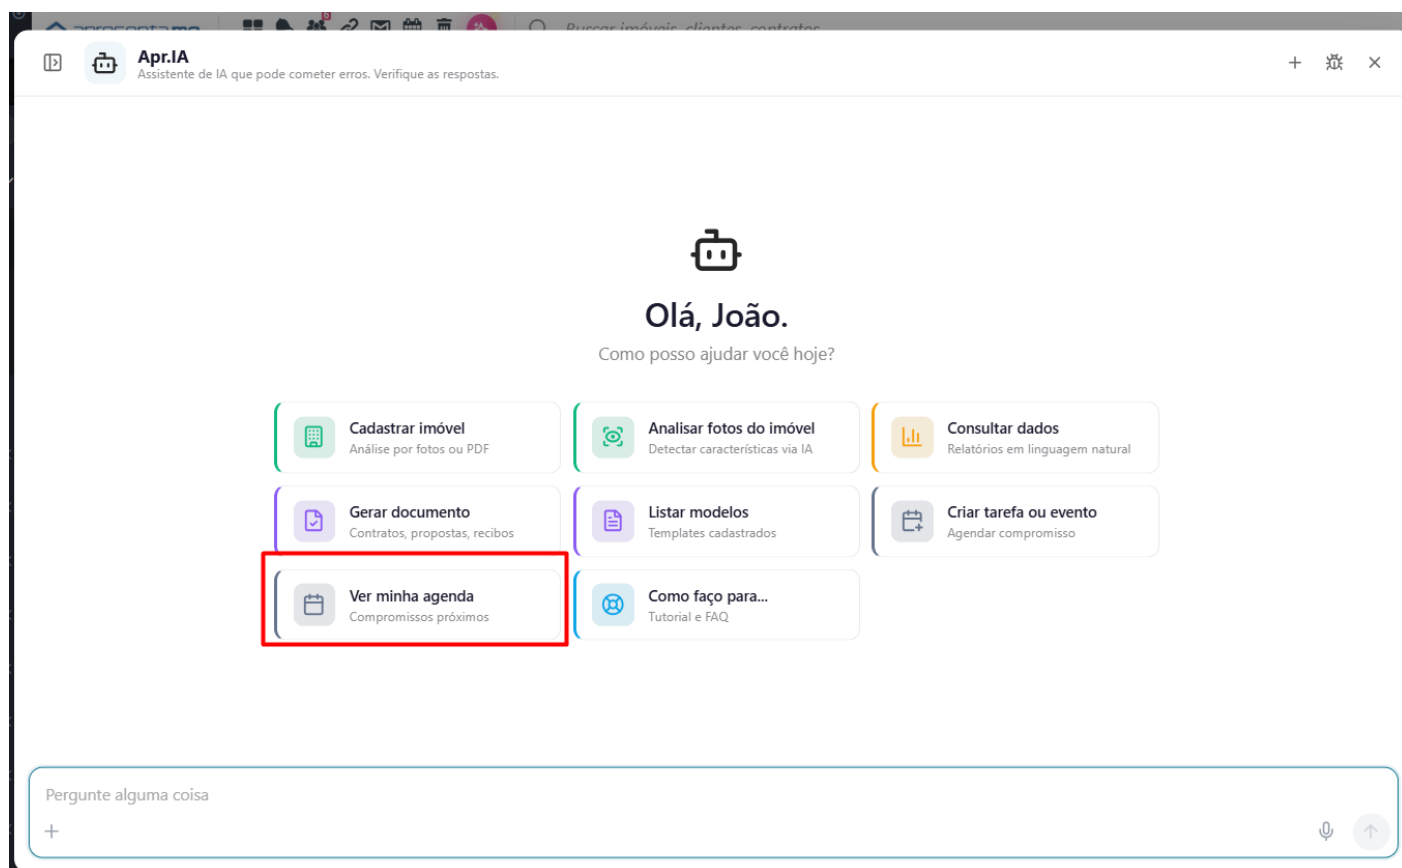 Apr.IA
Assistente de IA que pode cometer erros. Verifique as respostas.
Olá, João.
Como posso ajudar você hoje?
Cadastrar imóvel
Análise por fotos ou PDF
Analisar fotos do imóvel
Detectar características via IA
Consultar dados
Relatórios em linguagem natural
Gerar documento
Contratos, propostas, recibos
Listar modelos
Templates cadastrados
Criar tarefa ou evento
Agendar compromisso
Ver minha agenda
Compromissos próximos
Como faço para...
Tutorial e FAQ
Pergunte alguma coisa